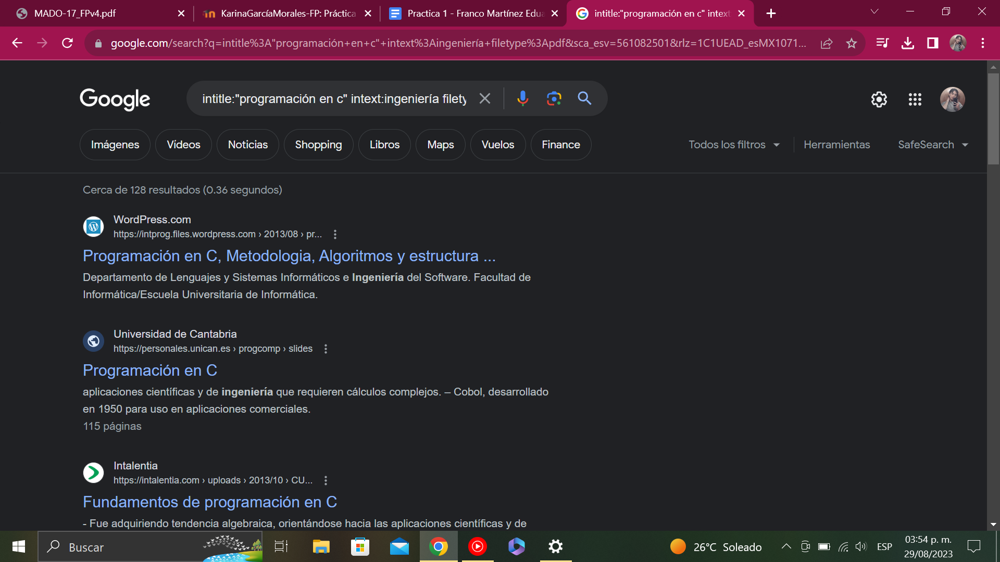 MADO-17_FPv4.pdf
KarinaGarcíaMorales-FP: Práctica
Practica 1 - Franco Martínez Edua
intitle:"programación en c" intext
google.com/search?q=intitle%3A"programación+en+c"+intext%3Aingeniería+filetype%3Apdf&sca_esv=561082501&rlz=1C1UEAD_esMX1071...
Google
intitle:"programación en c" intext:ingeniería filety
Imágenes
Vídeos
Noticias
Shopping
Libros
Maps
Vuelos
Finance
Todos los filtros
Herramientas
SafeSearch
Cerca de 128 resultados (0.36 segundos)
WordPress.com
https://intprog.files.wordpress.com › 2013/08 › pr...
Programación en C, Metodologia, Algoritmos y estructura ...
Departamento de Lenguajes y Sistemas Informáticos e Ingeniería del Software. Facultad de
Informática/Escuela Universitaria de Informática.
Universidad de Cantabria
https://personales.unican.es › progcomp › slides
Programación en C
aplicaciones científicas y de ingeniería que requieren cálculos complejos. – Cobol, desarrollado
en 1950 para uso en aplicaciones comerciales.
115 páginas
Intalentia
https://intalentia.com › uploads › 2013/10 › CU...
Fundamentos de programación en C
- Fue adquiriendo tendencia algebraica, orientándose hacia las aplicaciones científicas y de
Buscar
26°C Soleado
ESP
03:54 p. m.
29/08/2023